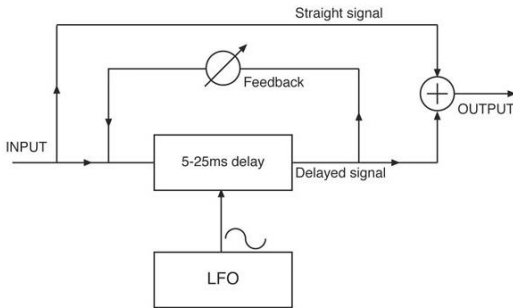 Straight signal
Feedback
INPUT
OUTPUT
5-25ms delay
Delayed signal
LFO